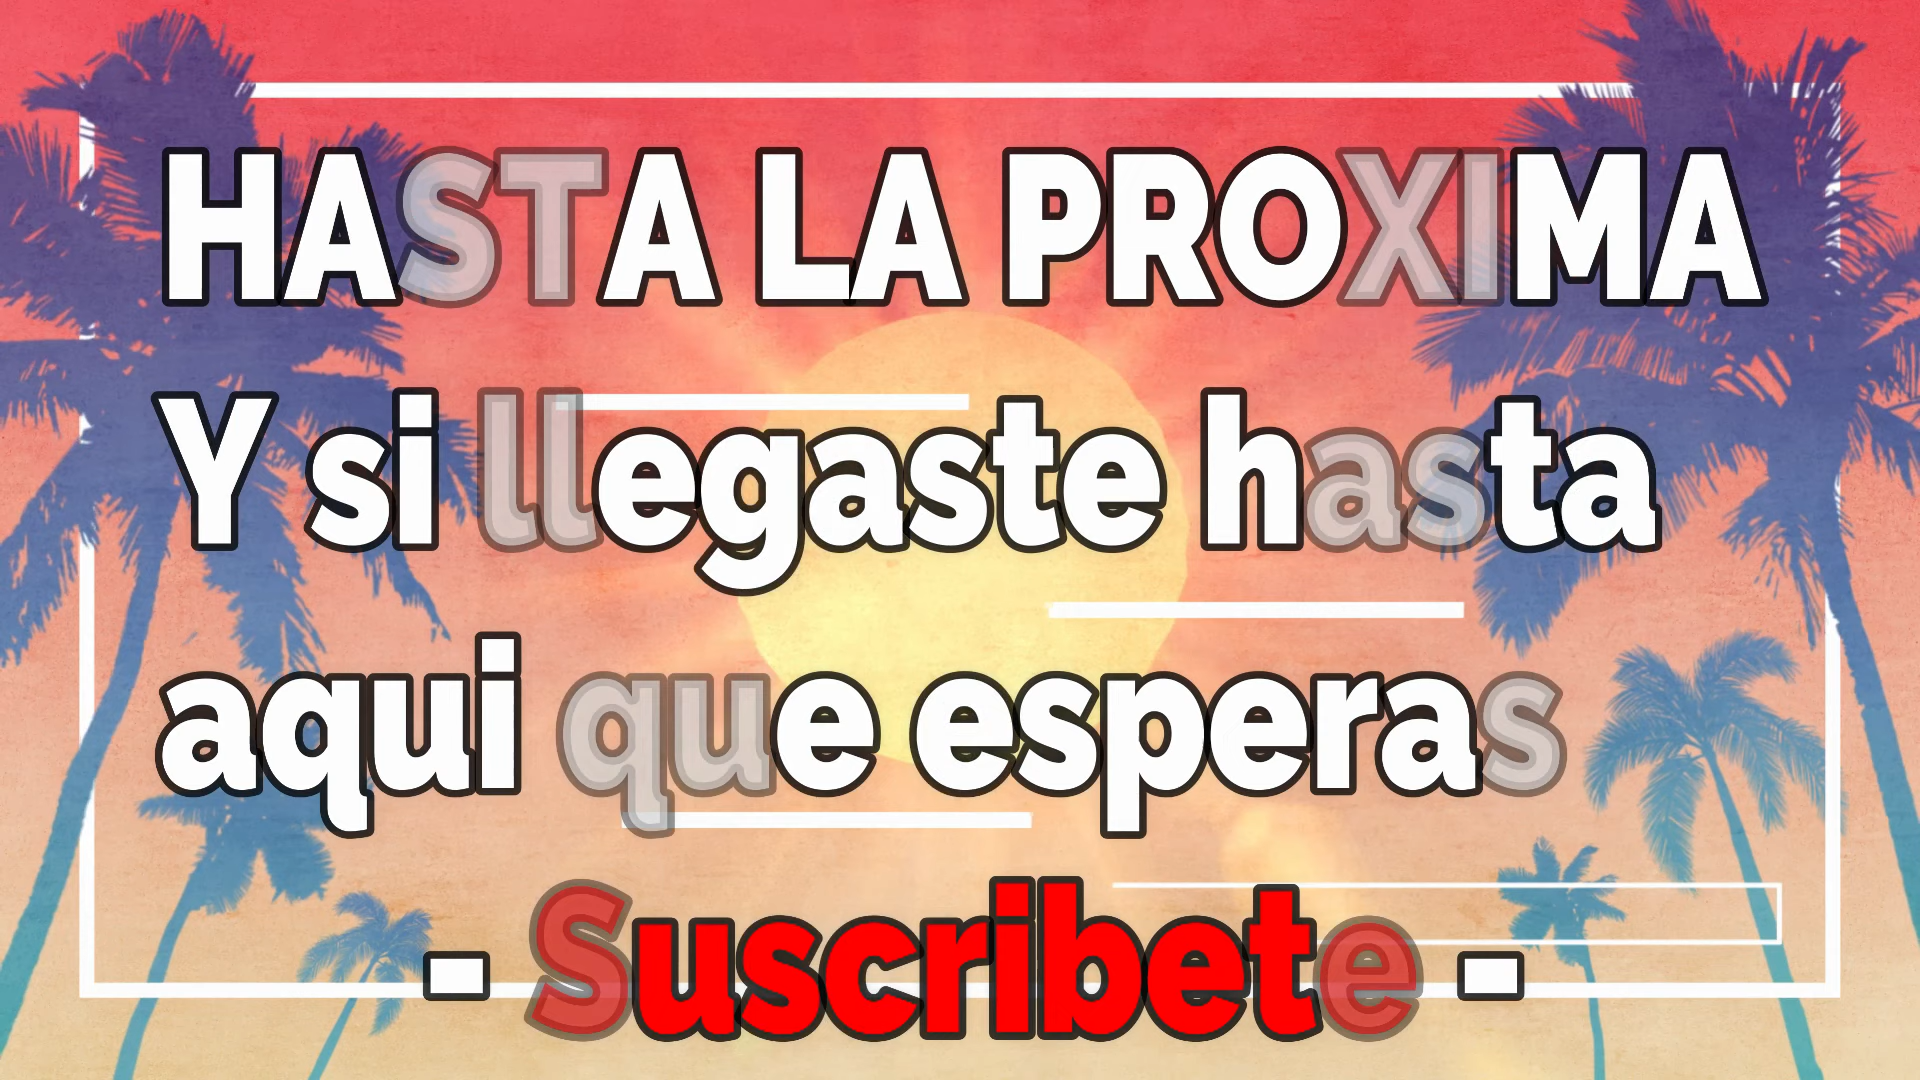 HASTA LA PROXIMA
Y si llegaste hasta
aqui que esperas
- Suscribete -